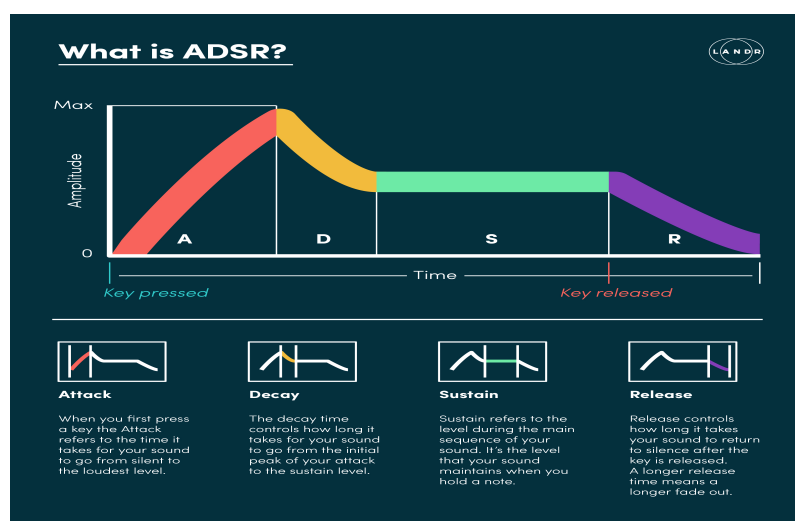 What is ADSR?
LANDR
Max
Amplitude
A
D
S
R
0
Time
Key pressed
Key released
Attack
When you first press
a key the Attack
refers to the time it
takes for your sound
to go from silent to
the loudest level.
Decay
The decay time
controls how long it
takes for your sound
to go from the initial
peak of your attack
to the sustain level.
Sustain
Sustain refers to the
level during the main
sequence of your
sound. It's the level
that your sound
maintains when you
hold a note.
Release
Release controls
how long it takes
your sound to return
to silence after the
key is released.
A longer release
time means a
longer fade out.